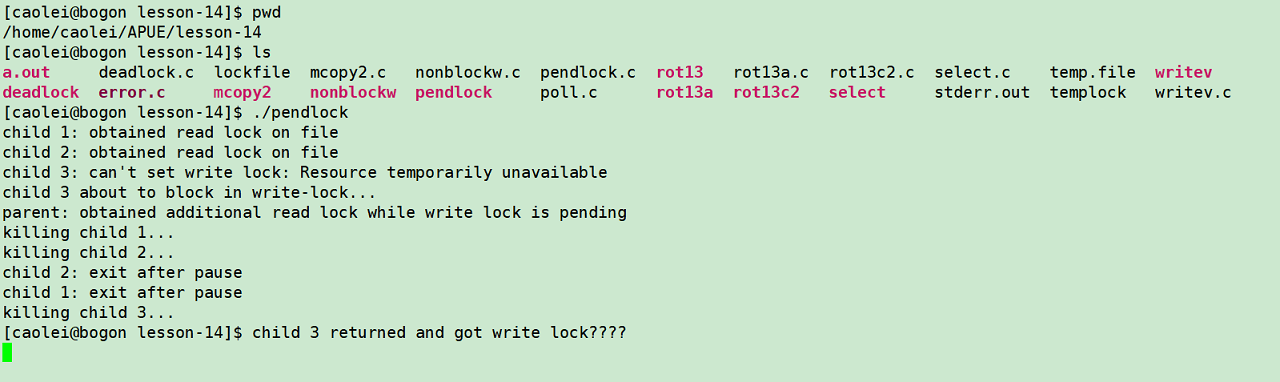 [caolei@bogon lesson-14]$ pwd
/home/caolei/APUE/lesson-14
[caolei@bogon lesson-14]$ ls
a.out deadlock.c lockfile mcopy2.c nonblockw.c pendlock.c rot13 rot13a.c rot13c2.c select.c temp.file writev
deadlock error.c mcopy2 nonblockw pendlock poll.c rot13a rot13c2 select stderr.out templock writev.c
[caolei@bogon lesson-14]$ ./pendlock
child 1: obtained read lock on file
child 2: obtained read lock on file
child 3: can't set write lock: Resource temporarily unavailable
child 3 about to block in write-lock...
parent: obtained additional read lock while write lock is pending
killing child 1...
killing child 2...
child 2: exit after pause
child 1: exit after pause
killing child 3...
[caolei@bogon lesson-14]$ child 3 returned and got write lock????